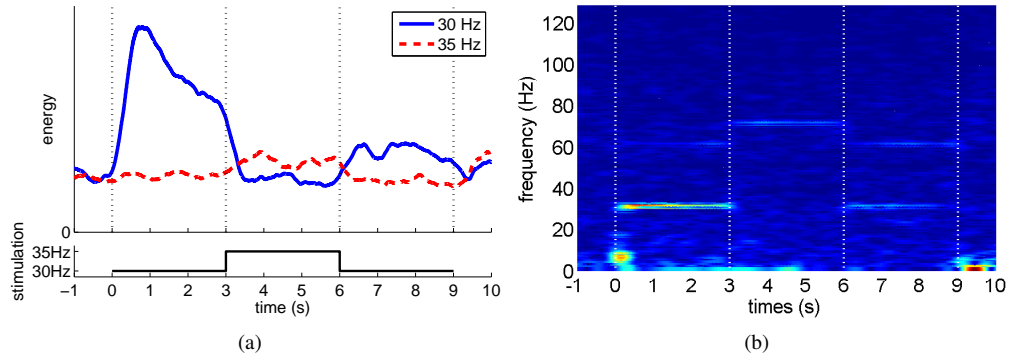 30 Hz
35 Hz
energy
0
stimulation
35Hz
30Hz
−1 0 1 2 3 4 5 6 7 8 9 10
time (s)
(a)
frequency (Hz)
120
100
80
60
40
20
0
-1 0 1 2 3 4 5 6 7 8 9 10
times (s)
(b)